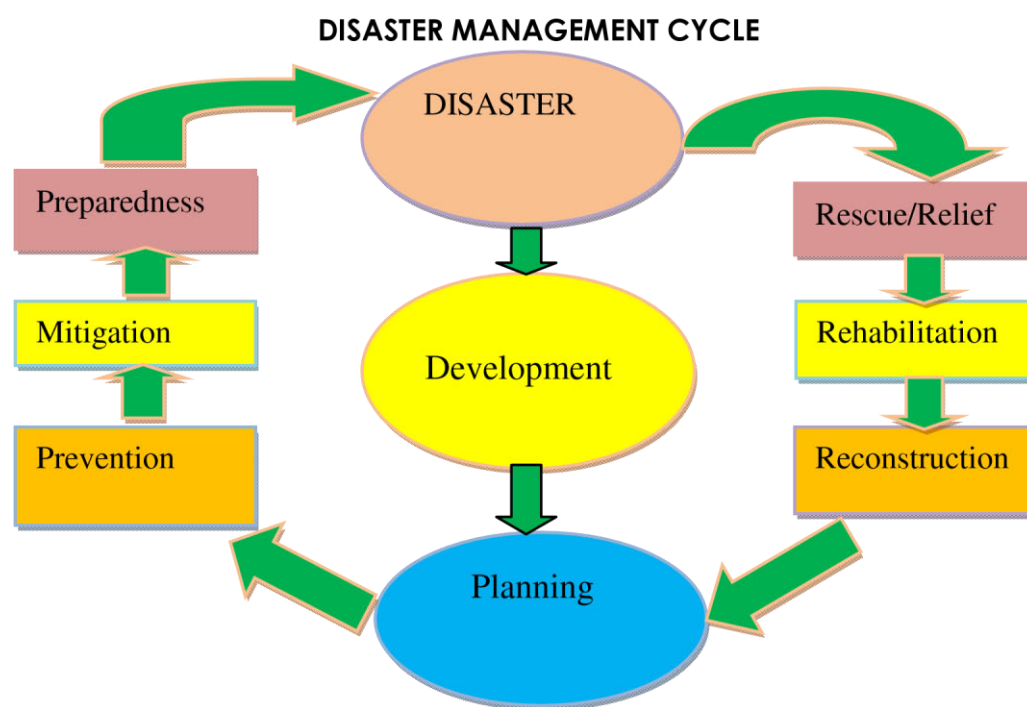 DISASTER MANAGEMENT CYCLE
DISASTER
Preparedness
Rescue/Relief
Mitigation
Rehabilitation
Development
Prevention
Reconstruction
Planning